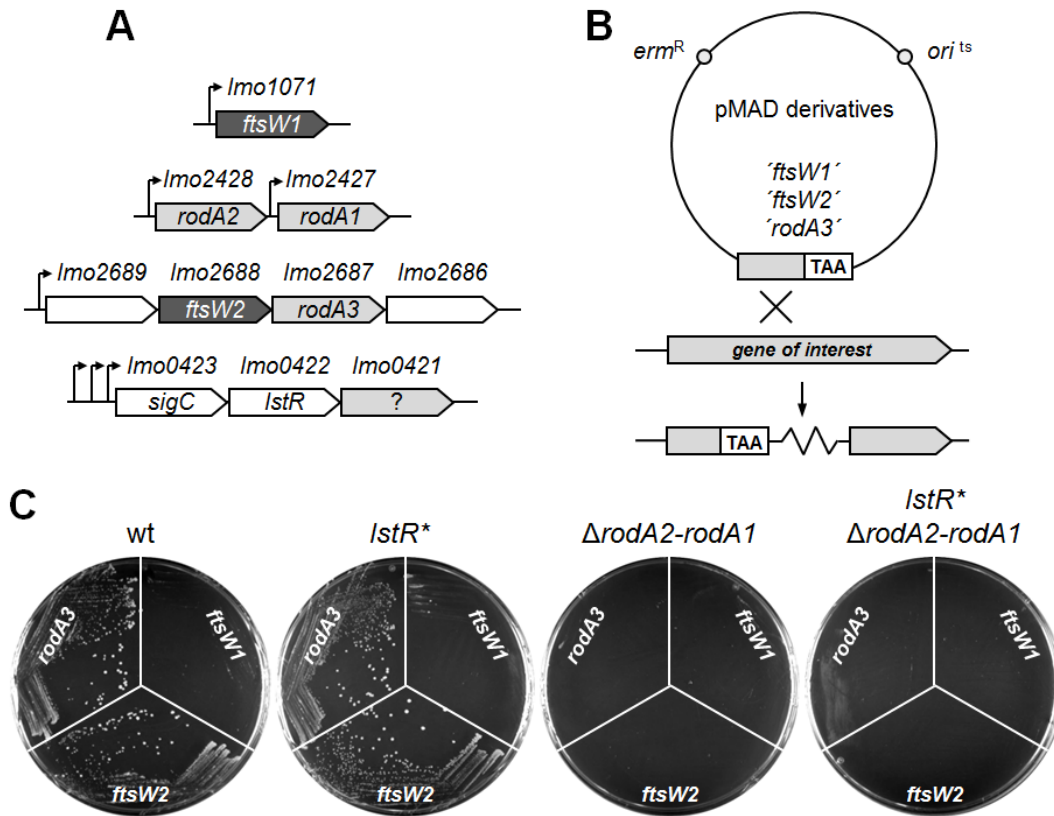 A
lmo1071
ftsW1
lmo2428 lmo2427
rodA2 rodA1
lmo2689 lmo2688 lmo2687 lmo2686
ftsW2 rodA3
lmo0423 lmo0422 lmo0421
sigC lstR ?
B
ermR orits
pMAD derivatives
´ftsW1´
´ftsW2´
´rodA3´
TAA
gene of interest
TAA
C
wt
rodA3
ftsW1
ftsW2
lstR*
rodA3
ftsW1
ftsW2
ΔrodA2-rodA1
rodA3
ftsW1
ftsW2
lstR*
ΔrodA2-rodA1
rodA3
ftsW1
ftsW2